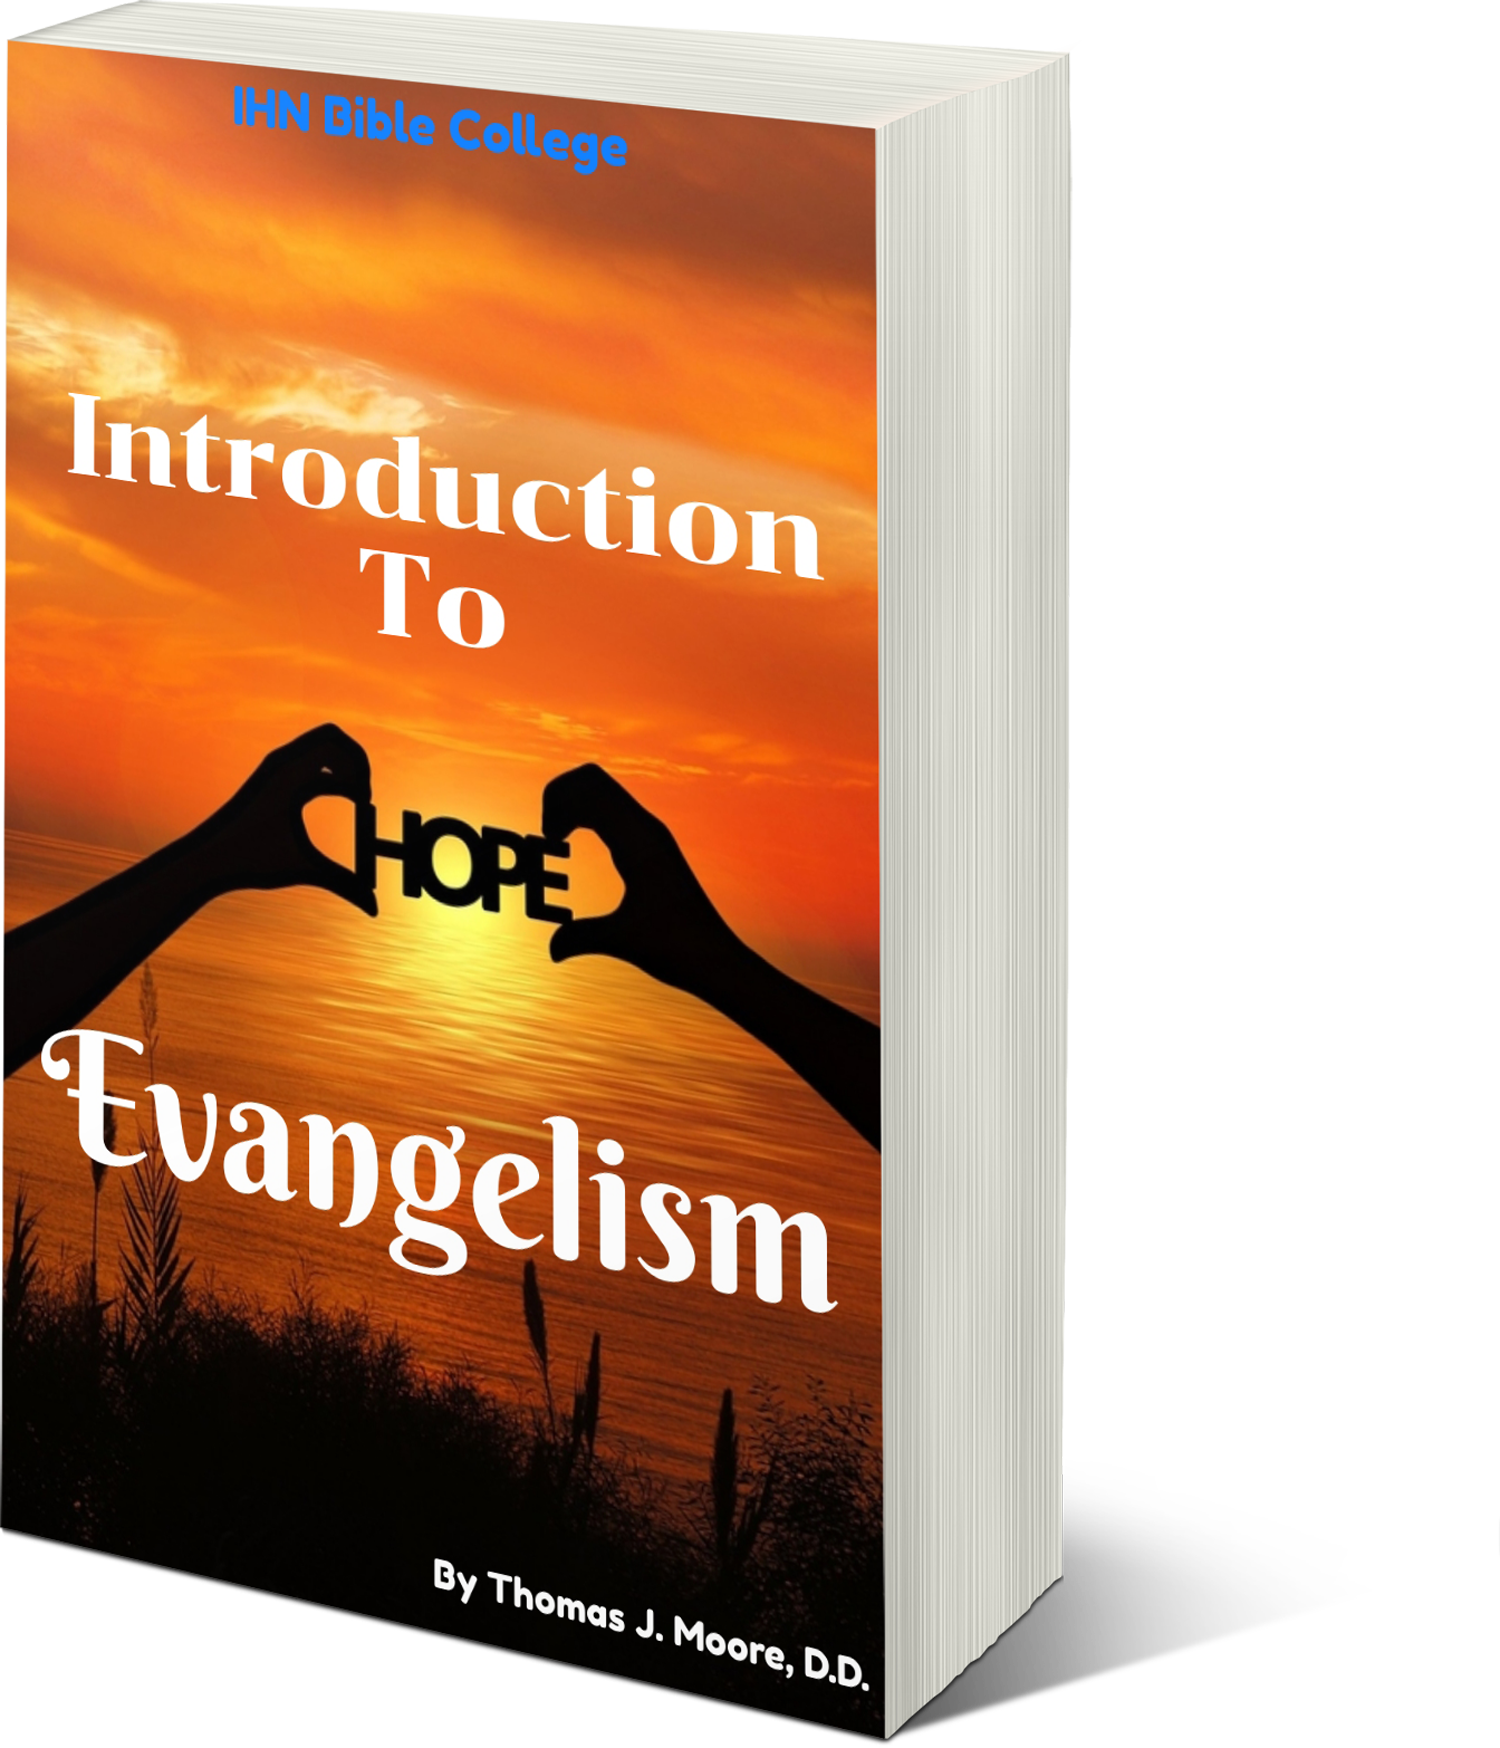 IHN Bible College
Introduction
To
HOPE
Evangelism
By Thomas J. Moore, D.D.